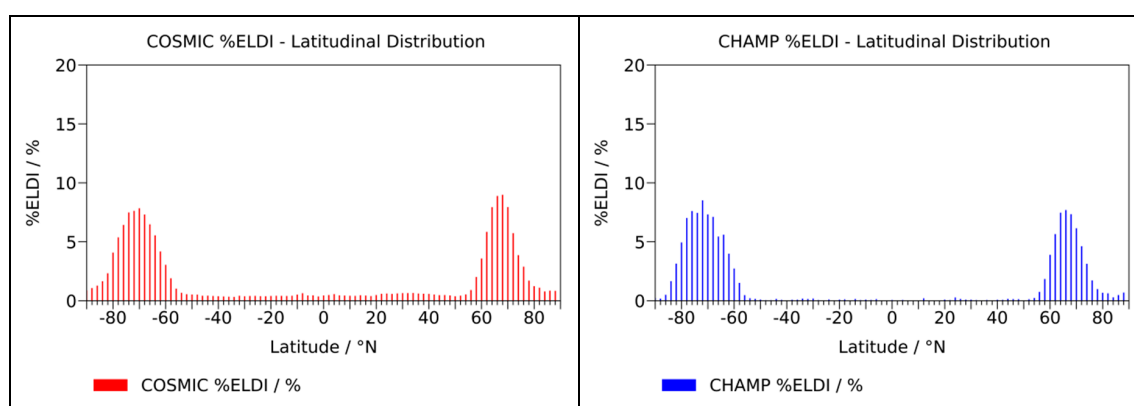 COSMIC %ELDI - Latitudinal Distribution
20
15
10
5
0
%ELDI / %
-80 -60 -40 -20 0 20 40 60 80
Latitude / °N
COSMIC %ELDI / %
CHAMP %ELDI - Latitudinal Distribution
20
15
10
5
0
%ELDI / %
-80 -60 -40 -20 0 20 40 60 80
Latitude / °N
CHAMP %ELDI / %